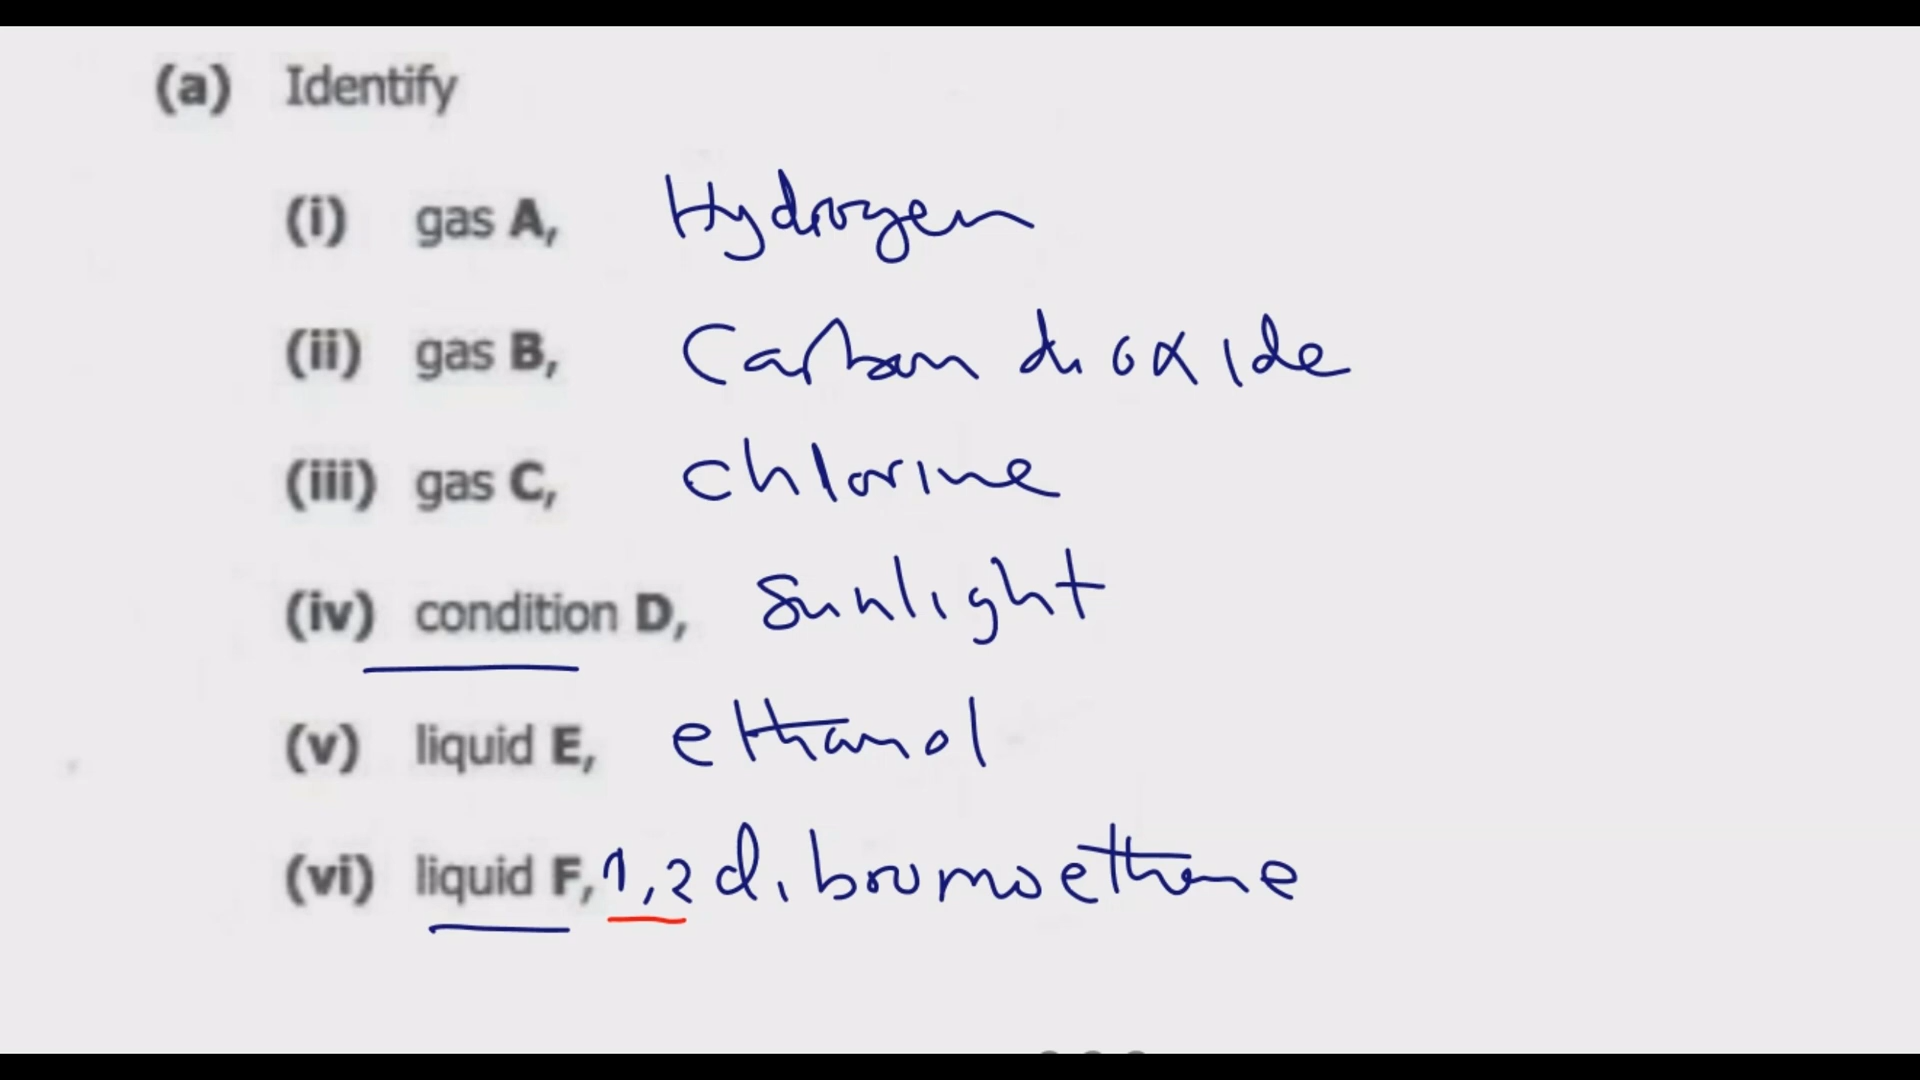 (a) Identify
(i) gas A, Hydrogen
(ii) gas B, Carbon dioxide
(iii) gas C, chlorine
(iv) condition D, Sunlight
(v) liquid E, ethanol
(vi) liquid F, 1,2 dibromoethane